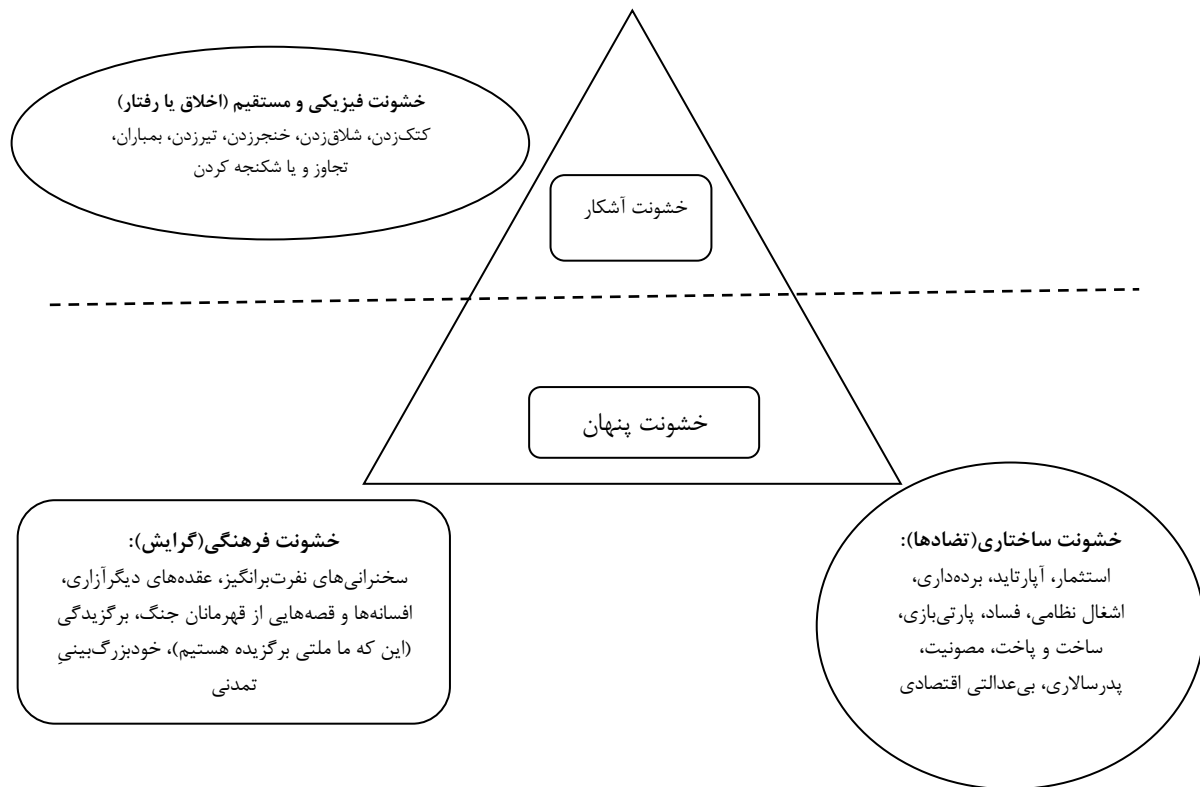 خشونت فیزیکی و مستقیم (اخلاق یا رفتار)
کتک‌زدن، شلاق‌زدن، خنجرزدن، تیرزدن، بمباران،
تجاوز و یا شکنجه کردن
خشونت آشکار
خشونت پنهان
خشونت ساختاری(تضادها):
استثمار، آپارتاید، برده‌داری،
اشغال نظامی، فساد، پارتی‌بازی،
ساخت و پاخت، مصونیت،
پدرسالاری، بی‌عدالتی اقتصادی
خشونت فرهنگی(گرایش):
سخنرانی‌های نفرت‌برانگیز، عقده‌های دیگرآزاری،
افسانه‌ها و قصه‌هایی از قهرمانان جنگ، برگزیدگی
(این که ما ملتی برگزیده هستیم)، خودبزرگ‌بینیِ
تمدنی